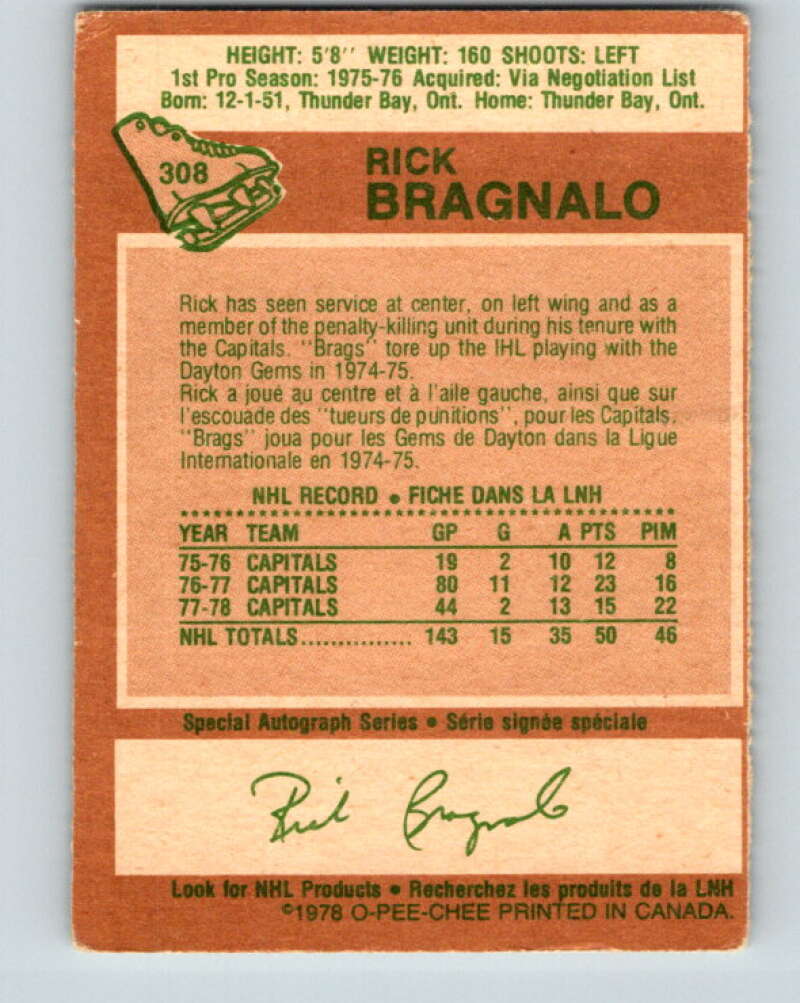 HEIGHT: 5'8'' WEIGHT: 160 SHOOTS: LEFT
1st Pro Season: 1975-76 Acquired: Via Negotiation List
Born: 12-1-51, Thunder Bay, Ont. Home: Thunder Bay, Ont.
308
RICK
BRAGNALO
Rick has seen service at center, on left wing and as a
member of the penalty-killing unit during his tenure with
the Capitals. ''Brags'' tore up the IHL playing with the
Dayton Gems in 1974-75.
Rick a joué au centre et à l'aile gauche, ainsi que sur
l'escouade des ''tueurs de punitions'', pour les Capitals.
''Brags'' joua pour les Gems de Dayton dans la Ligue
Internationale en 1974-75.
NHL RECORD • FICHE DANS LA LNH
YEAR TEAM GP G A PTS PIM
75-76 CAPITALS 19 2 10 12 8
76-77 CAPITALS 80 11 12 23 16
77-78 CAPITALS 44 2 13 15 22
NHL TOTALS............... 143 15 35 50 46
Special Autograph Series • Série signée spéciale
Rick Bragnalo
Look for NHL Products • Recherchez les produits de la LNH
©1978 O-PEE-CHEE PRINTED IN CANADA.